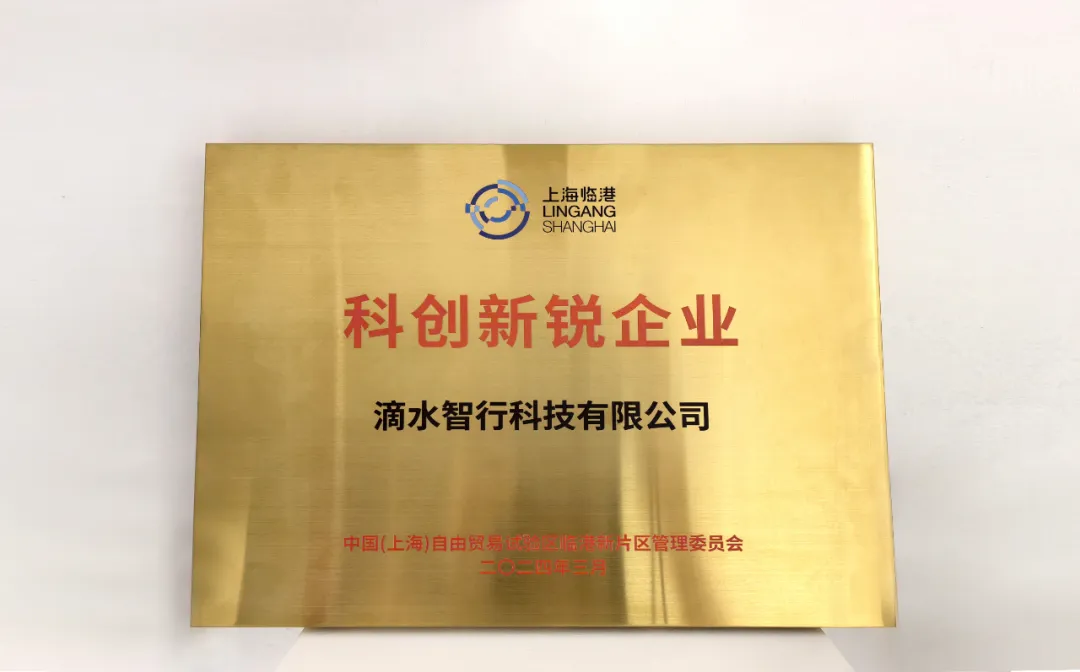 上海临港
LINGANG
SHANGHAI
科创新锐企业
滴水智行科技有限公司
中国(上海)自由贸易试验区临港新片区管理委员会
二〇二四年三月